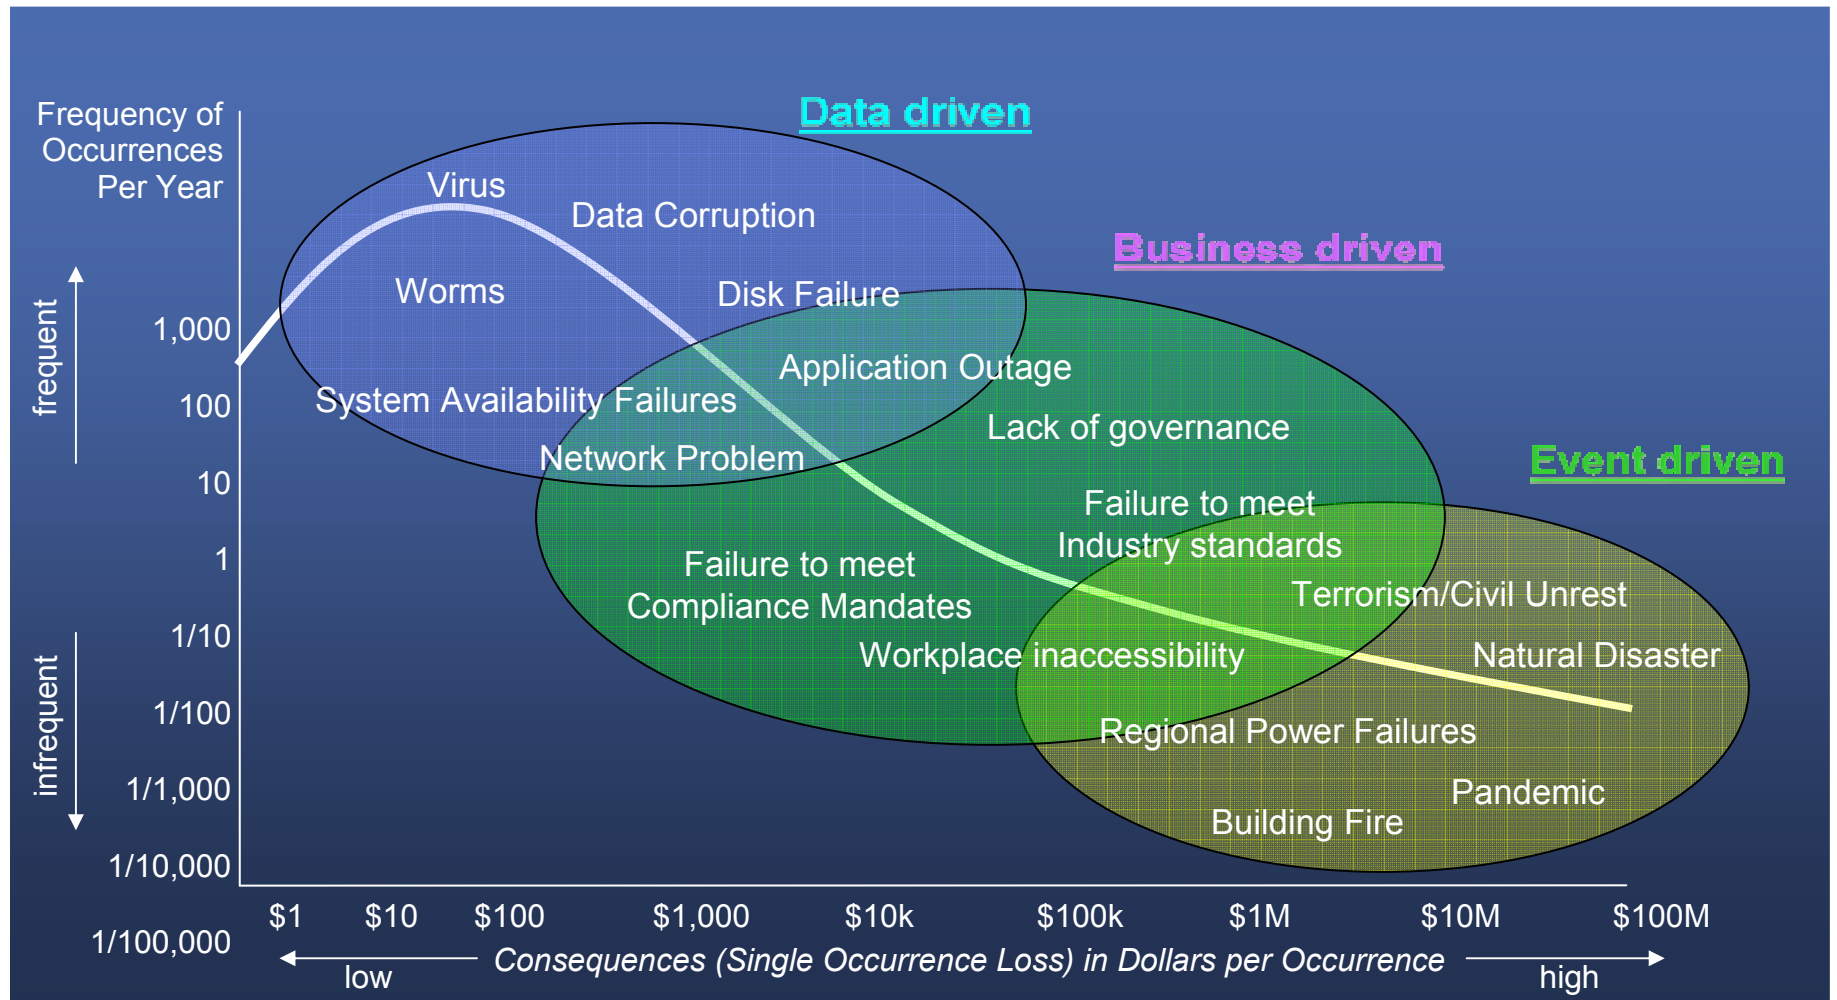 Data driven
Frequency of
Occurrences
Per Year
Virus
Data Corruption
Business driven
Worms
Disk Failure
frequent
1,000
Application Outage
100
System Availability Failures
Lack of governance
Network Problem
Event driven
10
Failure to meet
Industry standards
1
Failure to meet
Compliance Mandates
Terrorism/Civil Unrest
1/10
Workplace inaccessibility
Natural Disaster
infrequent
1/100
Regional Power Failures
1/1,000
Pandemic
Building Fire
1/10,000
$1 $10 $100 $1,000 $10k $100k $1M $10M $100M
1/100,000
Consequences (Single Occurrence Loss) in Dollars per Occurrence
low
high